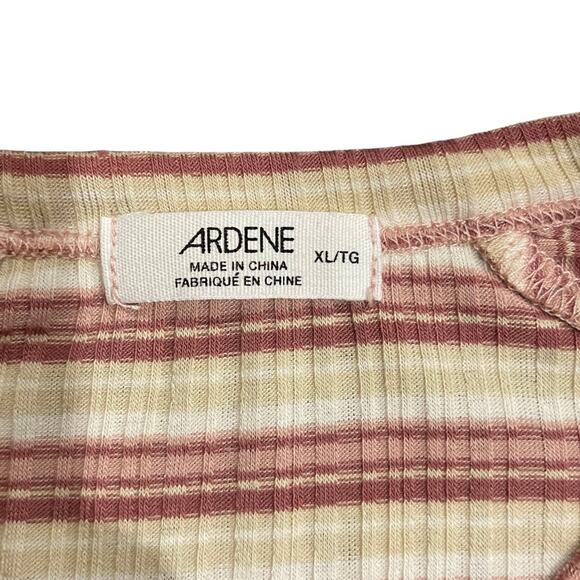 ARDENE
XL/TG
MADE IN CHINA
FABRIQUÉ EN CHINE